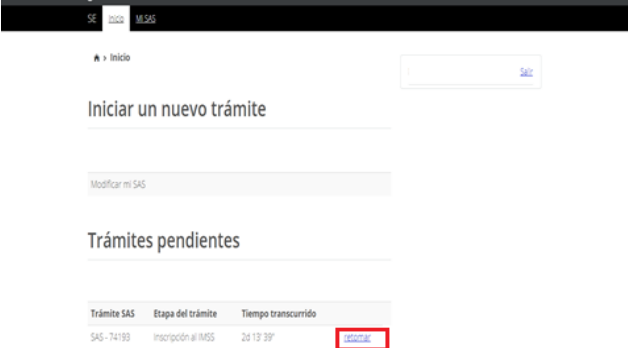 SE Inicio MI SAS
> Inicio
Salir
Iniciar un nuevo trámite
Modificar mi SAS
Trámites pendientes
Trámite SAS Etapa del trámite Tiempo transcurrido
SAS - 74193 Inscripción al IMSS 2d 13' 39" retomar